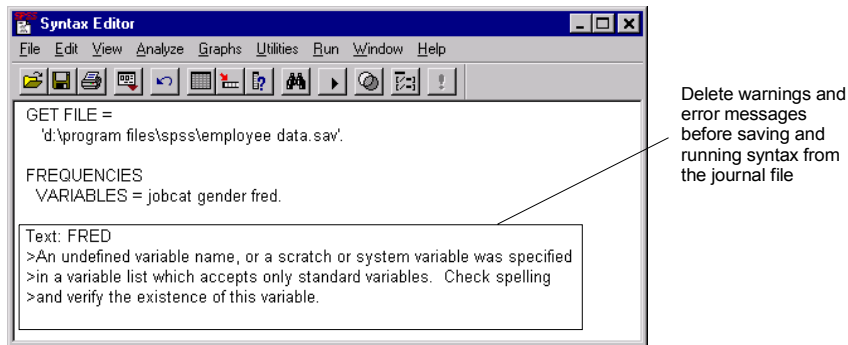 Syntax Editor
File Edit View Analyze Graphs Utilities Run Window Help
GET FILE =
'd:\program files\spss\employee data.sav'.
FREQUENCIES
VARIABLES = jobcat gender fred.
Text: FRED
>An undefined variable name, or a scratch or system variable was specified
>in a variable list which accepts only standard variables. Check spelling
>and verify the existence of this variable.
Delete warnings and
error messages
before saving and
running syntax from
the journal file